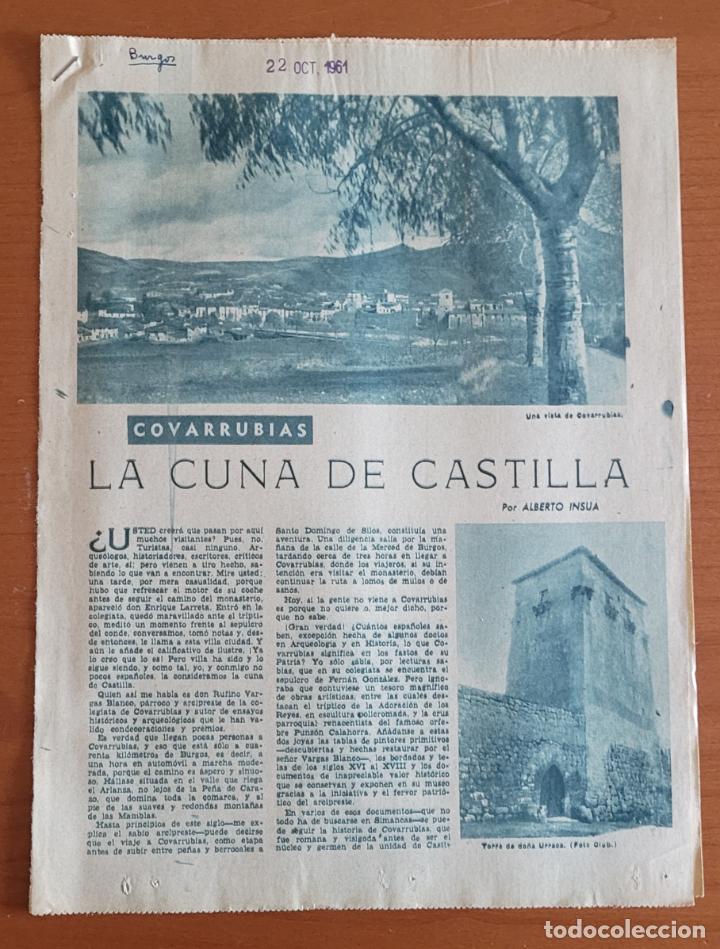 Burgos
22 OCT. 1961
Una vista de Covarrubias.
COVARRUBIAS
LA CUNA DE CASTILLA
Por ALBERTO INSUA
¿USTED creerá que pasan por aquí
muchos visitantes? Pues, no.
Turistas, casi ninguno. Ar-
queólogos, historiadores, escritores, críticos
de arte, sí; pero vienen a tiro hecho, sa-
biendo lo que van a encontrar. Mire usted;
una tarde, por mera casualidad, porque
hubo que refrescar el motor de su coche
antes de seguir el camino del monasterio,
apareció don Enrique Larreta. Entró en la
colegiata, quedó maravillado ante el trípti-
co, meditó un momento frente al sepulcro
del conde, conversamos, tomó notas y, des-
de entonces, le llama a esta villa ciudad. Y
aun le añade el calificativo de ilustre. ¡Ya
lo creo que lo es! Pero villa ha sido y lo
sigue siendo, y como tal, yo, y conmigo no
pocos españoles, la consideramos la cuna
de Castilla.
Quien así me habla es don Rufino Var-
gas Blanco, párroco y arcipreste de la co-
legiata de Covarrubias y autor de ensayos
históricos y arqueológicos que le han va-
lido condecoraciones y premios.
Es verdad que llegan pocas personas a
Covarrubias, y eso que está sólo a cua-
renta kilómetros de Burgos, es decir, a
una hora en automóvil a marcha mode-
rada, porque el camino es áspero y sinuo-
so. Hállase situada en el valle que riega
el Arlanza, no lejos de la Peña de Cara-
zo, que domina toda la comarca, y al
pie de las suaves y redondas montañas
de las Mamblas.
Hasta principios de este siglo—me ex-
plica el sabio arcipreste—puede decirse
que el viaje a Covarrubias, como etapa
antes de subir entre peñas y berrocales a
Santo Domingo de Silos, constituía una
aventura. Una diligencia salía por la ma-
ñana de la calle de la Merced de Burgos,
tardando cerca de tres horas en llegar a
Covarrubias, donde los viajeros, si su in-
tención era visitar el monasterio, debían
continuar la ruta a lomos de mulos o de
asnos.
Hoy, si la gente no viene a Covarrubias
es porque no quiere o, mejor dicho, por-
que no sabe.
¡Gran verdad! ¿Cuántos españoles sa-
ben, excepción hecha de algunos doctos en
Arqueología y en Historia, lo que Co-
varrubias significa en los fastos de su
Patria? Yo sólo sabía, por lecturas sa-
bias, que en su colegiata se encuentra el
sepulcro de Fernán González. Pero igno-
raba que contuviese un tesoro magnífico
de obras artísticas, entre las cuales des-
tacan el tríptico de la Adoración de los
Reyes, en escultura policromada, y la cruz
parroquial renacentista del famoso orfe-
bre Punzón Calahorra. Añádanse a estas
dos joyas las tablas de pintores primitivos
—descubiertas y hechas restaurar por el
señor Vargas Blanco—, los bordados y te-
las de los siglos XVI al XVIII y los do-
cumentos de inapreciable valor histórico
que se conservan y exponen en su museo
gracias a la iniciativa y el fervor patrió-
tico del arcipreste.
En varios de esos documentos—que no
todo ha de buscarse en Simancas—se pue-
de seguir la historia de Covarrubias, que
fue romana y visigoda antes de ser el
núcleo y germen de la unidad de Casti-
Torre de doña Urraca. (Foto Club.)
todocoleccion
todocoleccion.net